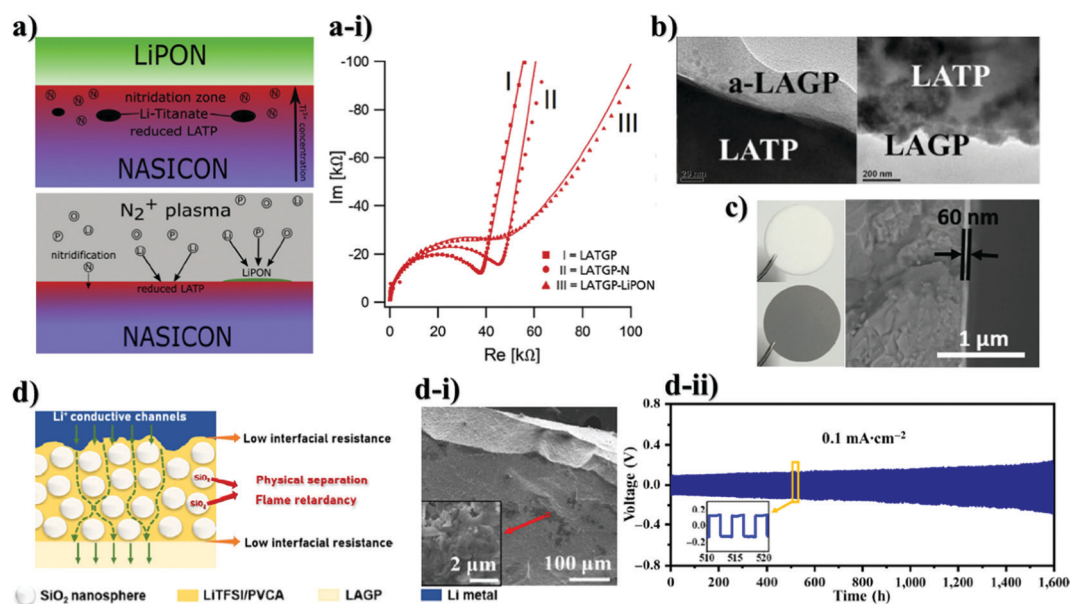 a)
LiPON
nitridation zone
Li-Titanate
reduced LATP
NASICON
Ti³⁺ concentration
N
N
N
N
N
N
N
N₂⁺ plasma
P
O
Li
P
Li
O
Li
Li
P
O
nitridification
N
LiPON
reduced LATP
NASICON
a-i)
-100
-80
-60
-40
-20
0
Im [kΩ]
I
II
III
I = LATGP
II = LATGP-N
III = LATGP-LiPON
0
20
40
60
80
100
Re [kΩ]
b)
a-LAGP
LATP
LATP
LAGP
200 nm
c)
60 nm
1 µm
d)
Li⁺ conductive channels
Low interfacial resistance
SiO₂
Physical separation
SiO₂
Flame retardancy
Low interfacial resistance
SiO₂ nanosphere
LiTFSI/PVCA
LAGP
Li metal
d-i)
2 µm
100 µm
d-ii)
0.8
0.4
0.0
−0.4
−0.8
Voltage (V)
0.1 mA·cm⁻²
0.2
0.0
−0.2
510
515
520
0
200
400
600
800
1,000
1,200
1,400
1,600
Time (h)